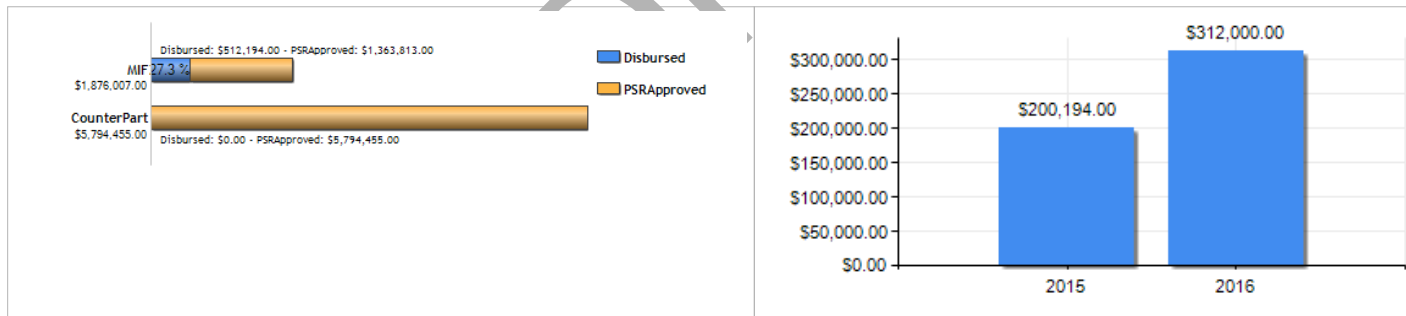 Disbursed: $512,194.00 - PSRApproved: $1,363,813.00
MIF 27.3 %
$1,876,007.00
CounterPart
$5,794,455.00
Disbursed: $0.00 - PSRApproved: $5,794,455.00
Disbursed
PSRApproved
$312,000.00
$300,000.00
$250,000.00
$200,194.00
$200,000.00
$150,000.00
$100,000.00
$50,000.00
$0.00
2015 2016